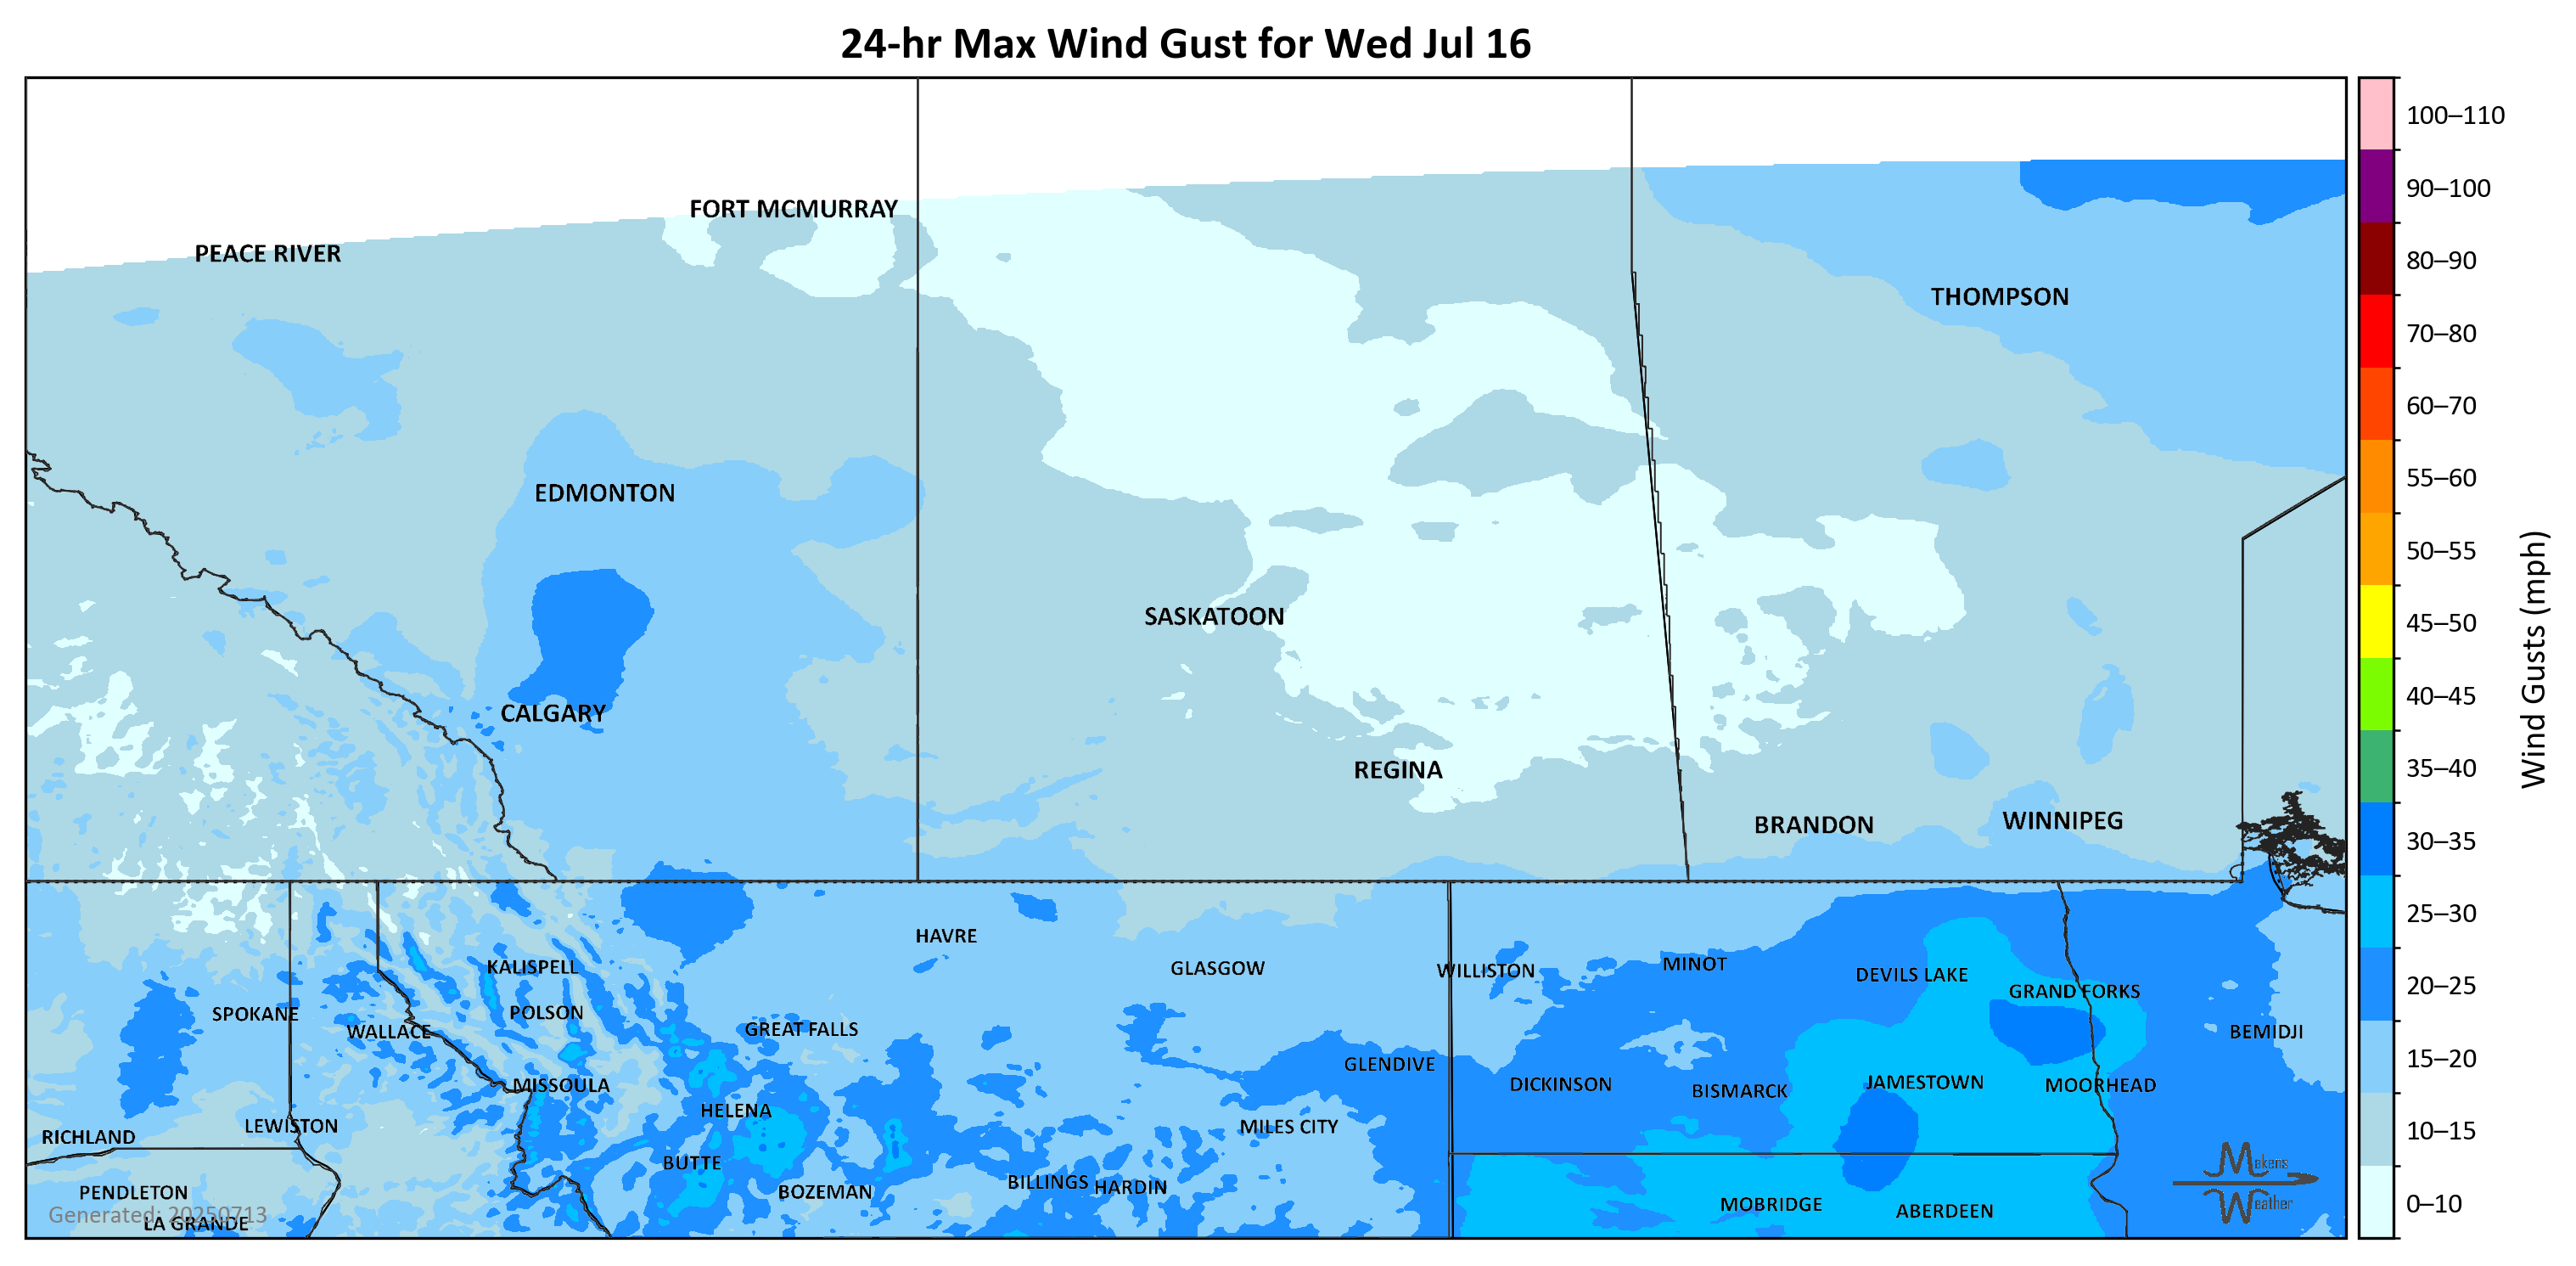 24-hr Max Wind Gust for Wed Jul 16
100–110
90–100
80–90
70–80
60–70
55–60
50–55
45–50
40–45
35–40
30–35
25–30
20–25
15–20
10–15
0–10
Wind Gusts (mph)
FORT MCMURRAY
PEACE RIVER
THOMPSON
EDMONTON
SASKATOON
CALGARY
REGINA
BRANDON
WINNIPEG
HAVRE
GLASGOW
WILLISTON
MINOT
DEVILS LAKE
GRAND FORKS
KALISPELL
SPOKANE
POLSON
WALLACE
GREAT FALLS
BEMIDJI
GLENDIVE
DICKINSON
BISMARCK
JAMESTOWN
MOORHEAD
MISSOULA
HELENA
LEWISTON
RICHLAND
MILES CITY
BUTTE
BOZEMAN
BILLINGS
HARDIN
PENDLETON
LA GRANDE
MOBRIDGE
ABERDEEN
Generated: 20250713
Makens
Weather